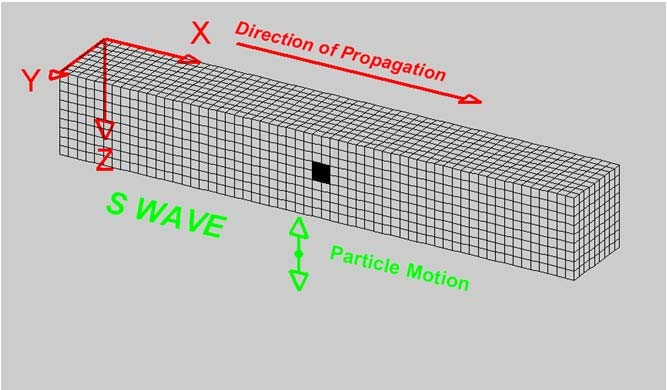 X
Direction of Propagation
Y
Z
S WAVE
Particle Motion